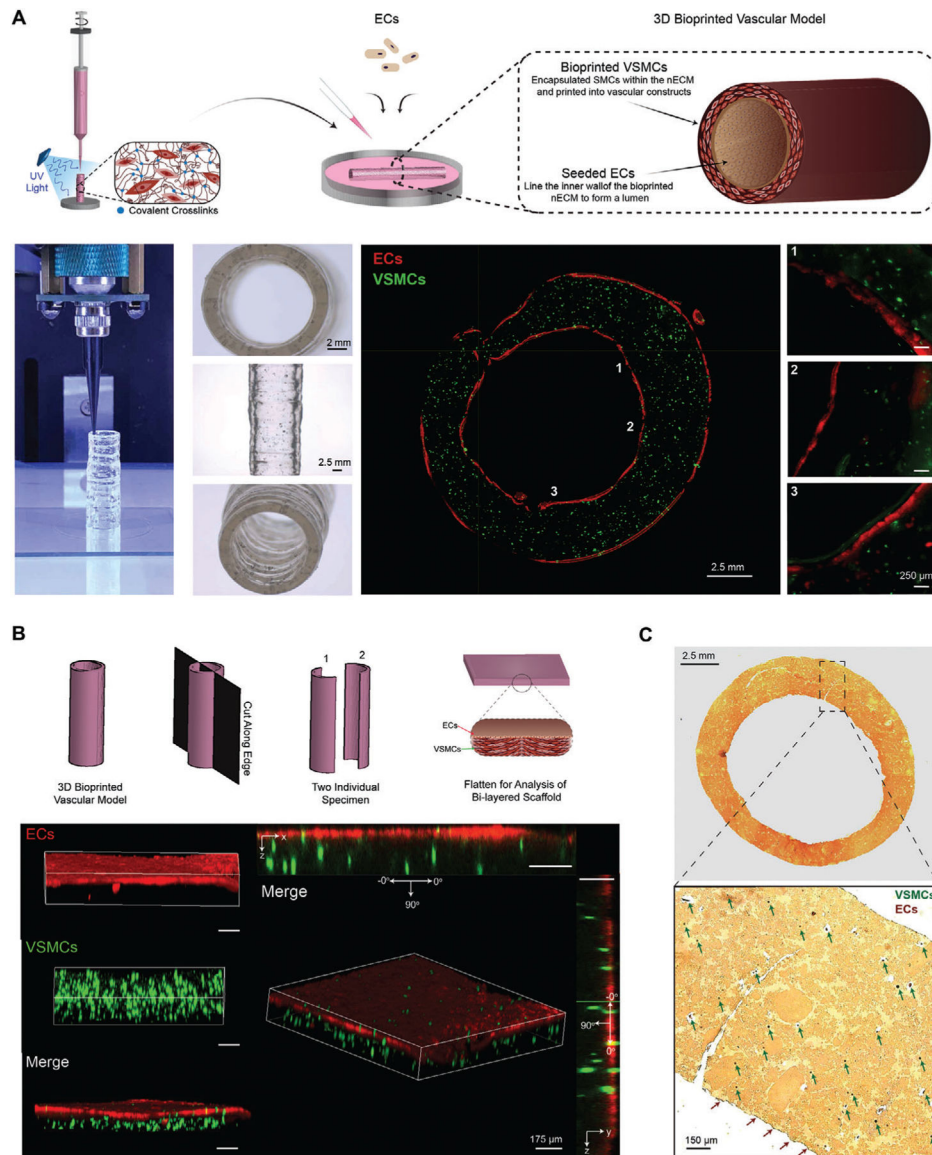 A
ECs
3D Bioprinted Vascular Model
Bioprinted VSMCs
Encapsulated SMCs within the nECM
and printed into vascular constructs
Seeded ECs
Line the inner wallof the bioprinted
nECM to form a lumen
UV
Light
Covalent Crosslinks
2 mm
2.5 mm
ECs
VSMCs
1
2
3
2.5 mm
1
2
3
250 µm
B
Cut Along Edge
1
2
ECs
VSMCs
3D Bioprinted
Vascular Model
Two Individual
Specimen
Flatten for Analysis of
Bi-layered Scaffold
ECs
VSMCs
Merge
x
z
Merge
-0° 0°
90°
-0°
90°
0°
y
z
175 µm
C
2.5 mm
VSMCs
ECs
150 µm